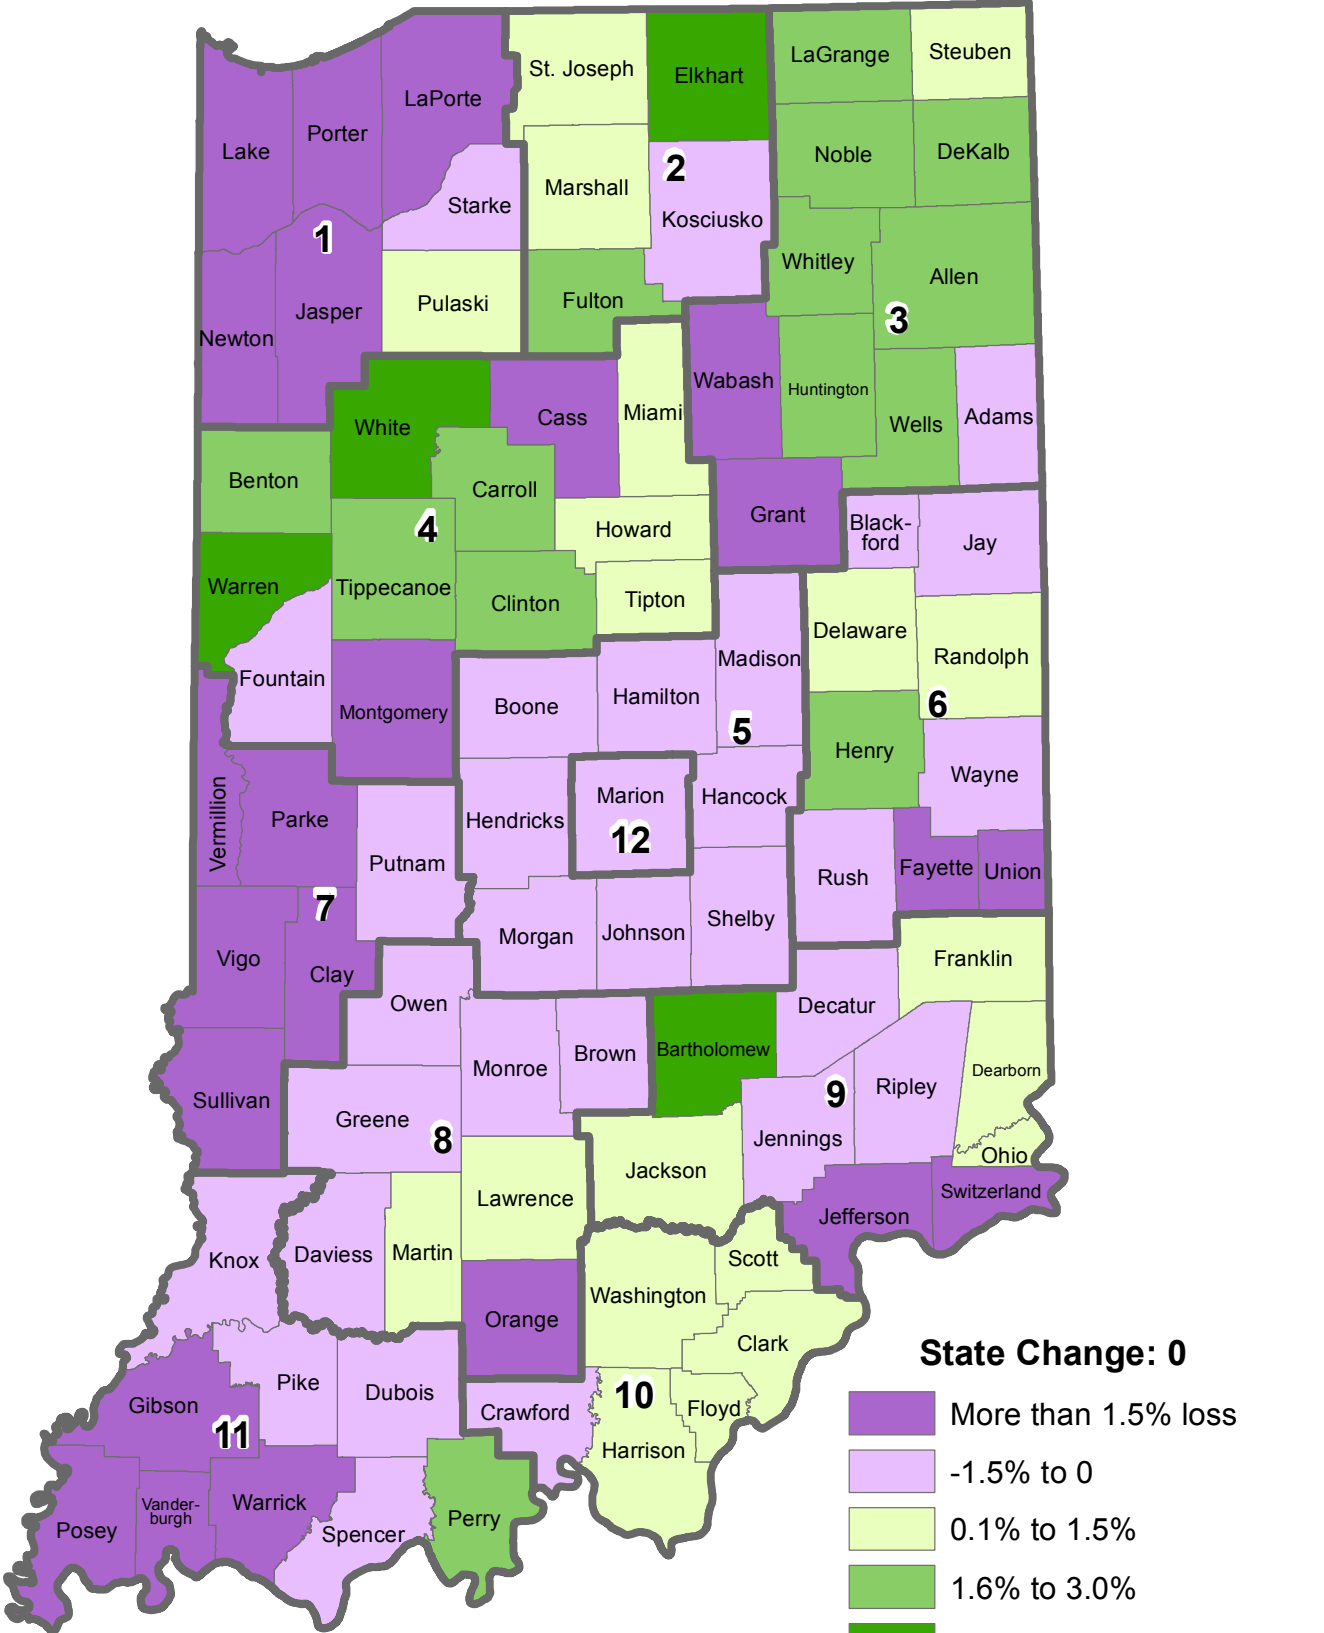 LaGrange
Steuben
St. Joseph
Elkhart
LaPorte
Porter
Lake
Noble
DeKalb
2
Marshall
Starke
Kosciusko
1
Whitley
Allen
Pulaski
Fulton
Jasper
3
Newton
Wabash
Huntington
Miami
Cass
White
Wells
Adams
Benton
Carroll
Grant
4
Howard
Black-
ford
Jay
Warren
Tippecanoe
Clinton
Tipton
Delaware
Madison
Randolph
Fountain
Hamilton
6
Boone
Montgomery
5
Henry
Wayne
Marion
Hancock
Vermillion
Parke
Hendricks
12
Putnam
Rush
Fayette
Union
7
Shelby
Johnson
Morgan
Vigo
Franklin
Clay
Owen
Decatur
Bartholomew
Brown
Monroe
Dearborn
Ripley
9
Sullivan
Greene
8
Jennings
Ohio
Jackson
Lawrence
Switzerland
Jefferson
Daviess
Martin
Knox
Scott
Washington
Orange
Clark
State Change: 0
Pike
Dubois
10
Gibson
Crawford
Floyd
More than 1.5% loss
11
Harrison
-1.5% to 0
Warrick
Vander-
burgh
Perry
Posey
Spencer
0.1% to 1.5%
1.6% to 3.0%